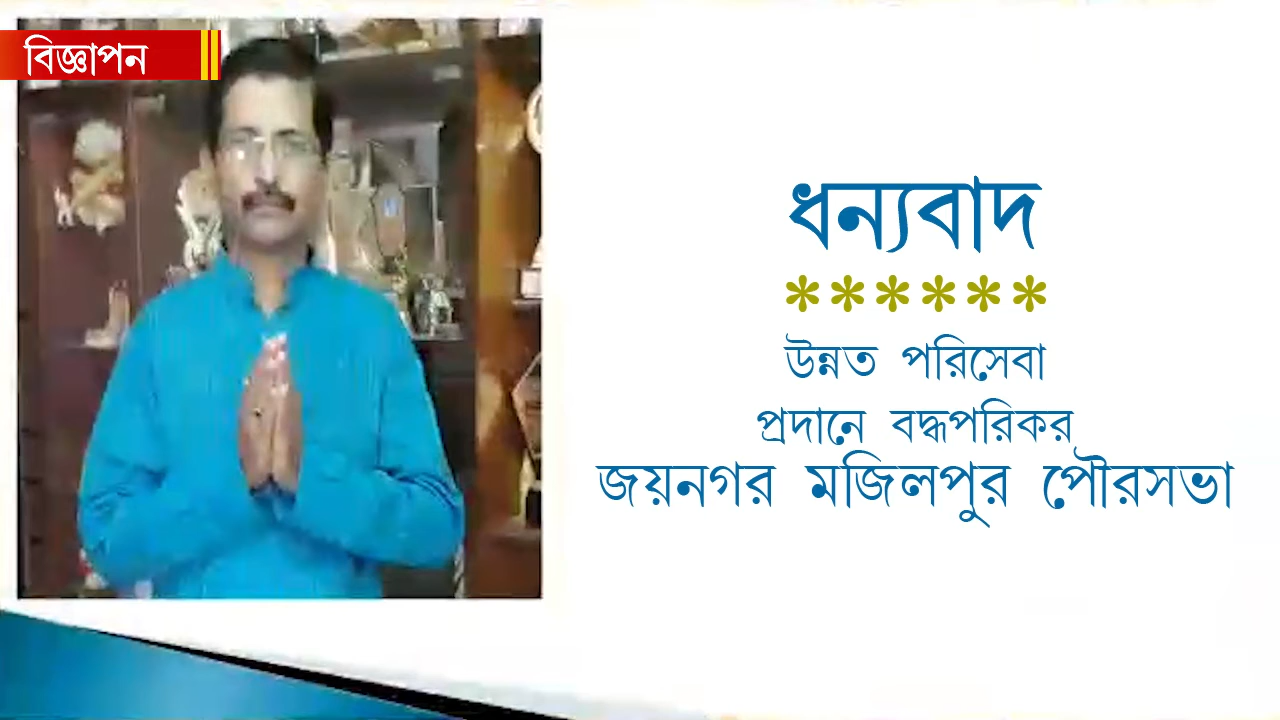 বিজ্ঞাপন
ধন্যবাদ
******
উন্নত পরিসেবা
প্রদানে বদ্ধপরিকর
জয়নগর মজিলপুর পৌরসভা